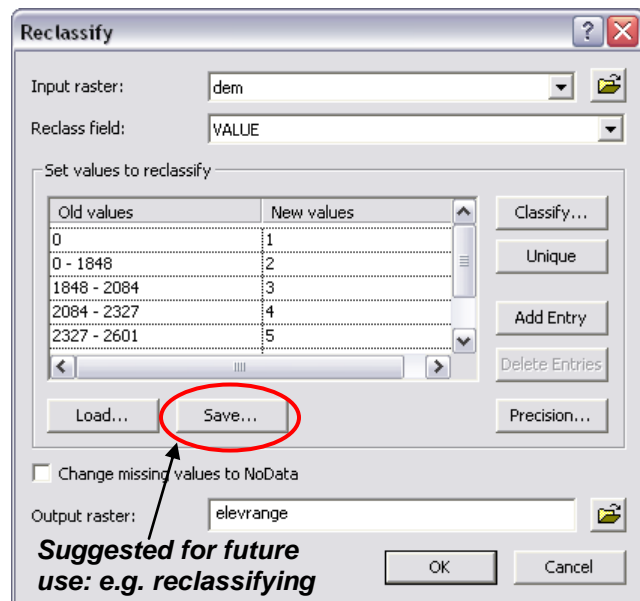 Reclassify
Input raster: dem
Reclass field: VALUE
Set values to reclassify
Old values New values
0 1
0 - 1848 2
1848 - 2084 3
2084 - 2327 4
2327 - 2601 5
Classify...
Unique
Add Entry
Delete Entries
Load... Save... Precision...
Change missing values to NoData
Output raster: elevrange
Suggested for future
use: e.g. reclassifying
OK Cancel